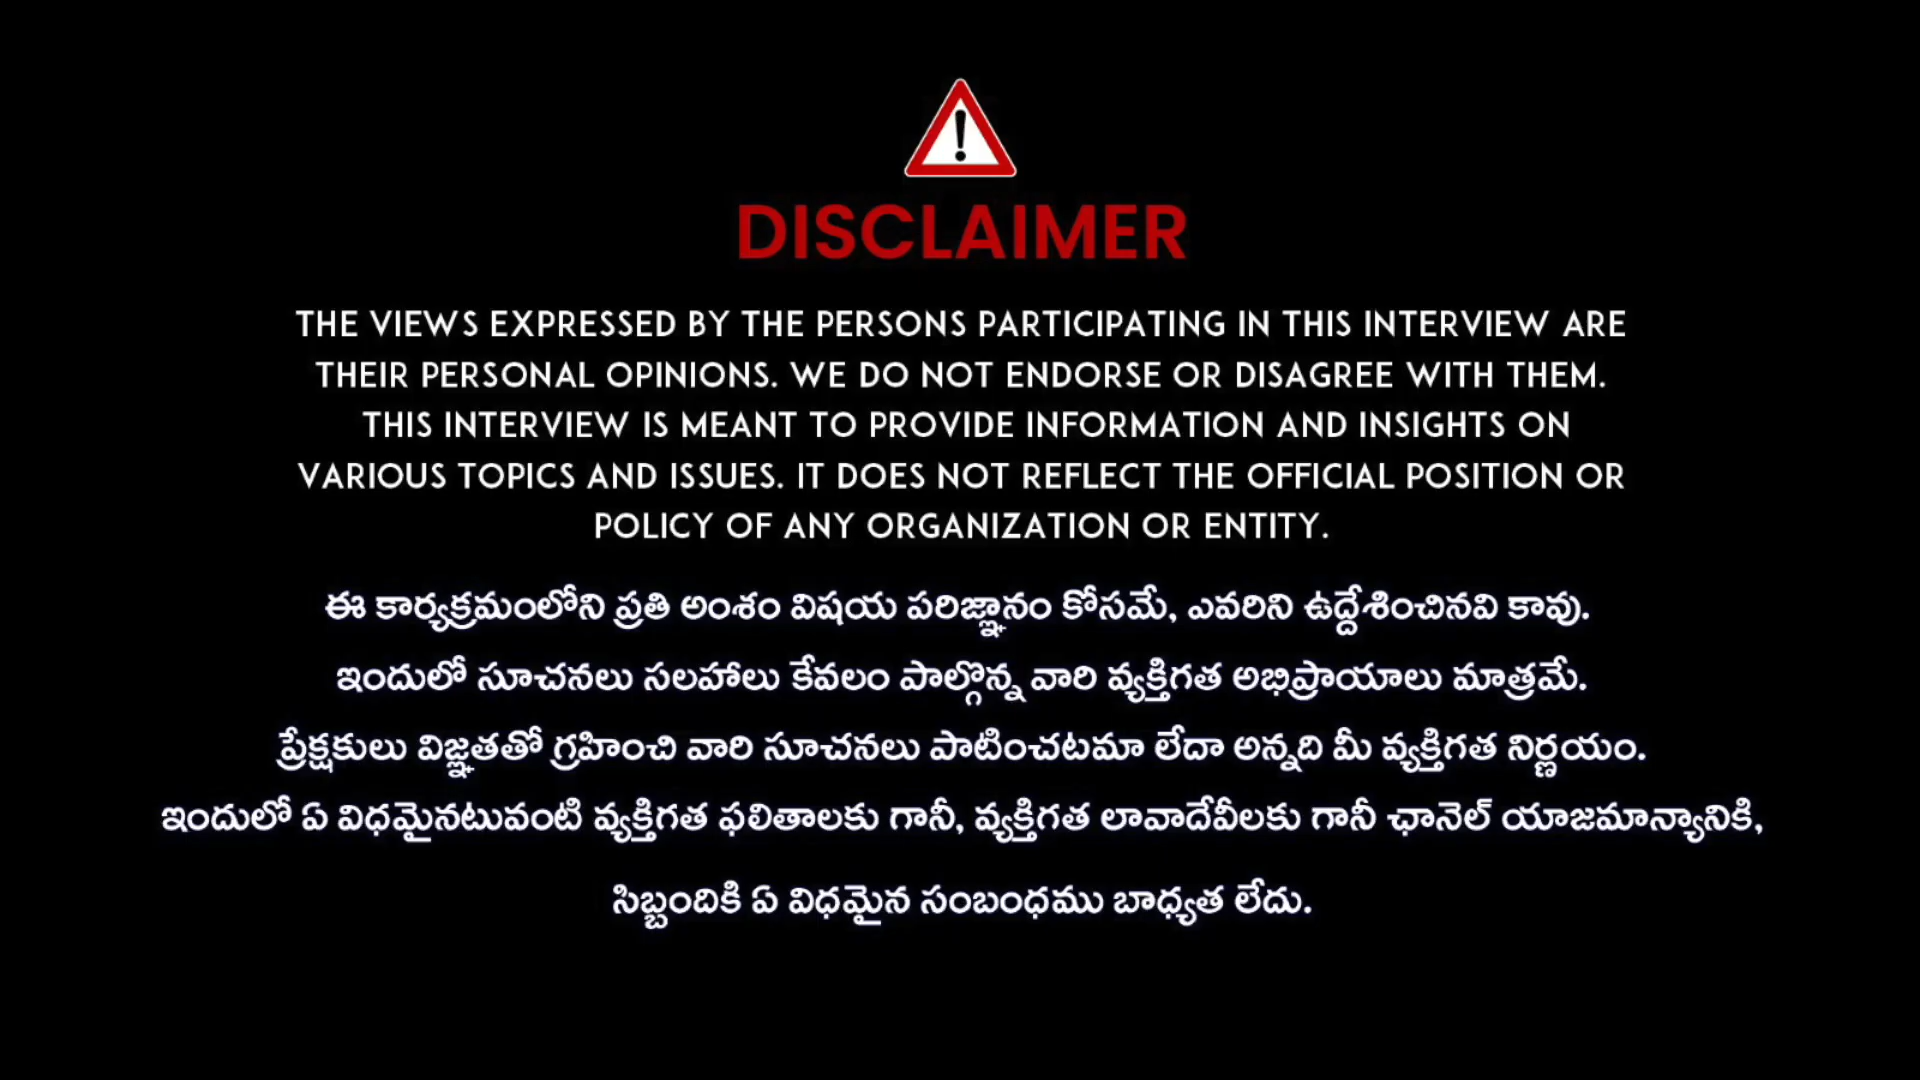 DISCLAIMER
THE VIEWS EXPRESSED BY THE PERSONS PARTICIPATING IN THIS INTERVIEW ARE
THEIR PERSONAL OPINIONS. WE DO NOT ENDORSE OR DISAGREE WITH THEM.
THIS INTERVIEW IS MEANT TO PROVIDE INFORMATION AND INSIGHTS ON
VARIOUS TOPICS AND ISSUES. IT DOES NOT REFLECT THE OFFICIAL POSITION OR
POLICY OF ANY ORGANIZATION OR ENTITY.
ఈ కార్యక్రమంలోని ప్రతి అంశం విషయ పరిజ్ఞానం కోసమే, ఎవరిని ఉద్దేశించినవి కావు.
ఇందులో సూచనలు సలహాలు కేవలం పాల్గొన్న వారి వ్యక్తిగత అభిప్రాయాలు మాత్రమే.
ప్రేక్షకులు విజ్ఞతతో గ్రహించి వారి సూచనలు పాటించటమా లేదా అన్నది మీ వ్యక్తిగత నిర్ణయం.
ఇందులో ఏ విధమైనటువంటి వ్యక్తిగత ఫలితాలకు గానీ, వ్యక్తిగత లావాదేవీలకు గానీ ఛానెల్ యాజమాన్యానికి,
సిబ్బందికి ఏ విధమైన సంబంధము బాధ్యత లేదు.